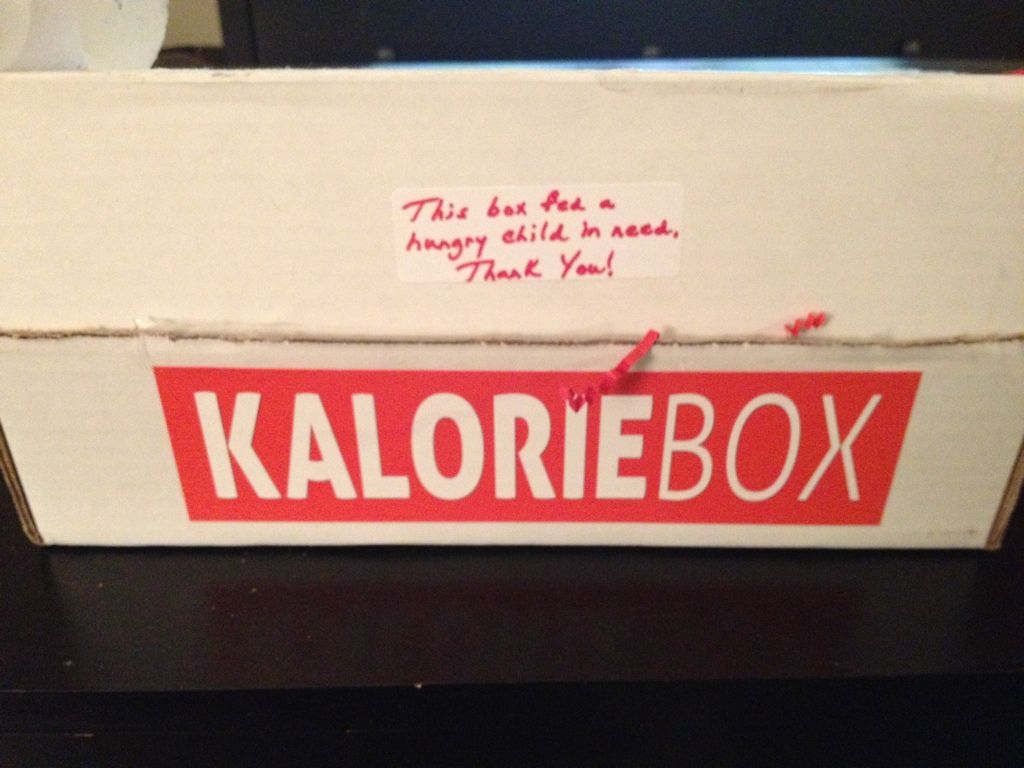 This box fed a
hungry child in need.
Thank You!
KALORIEBOX